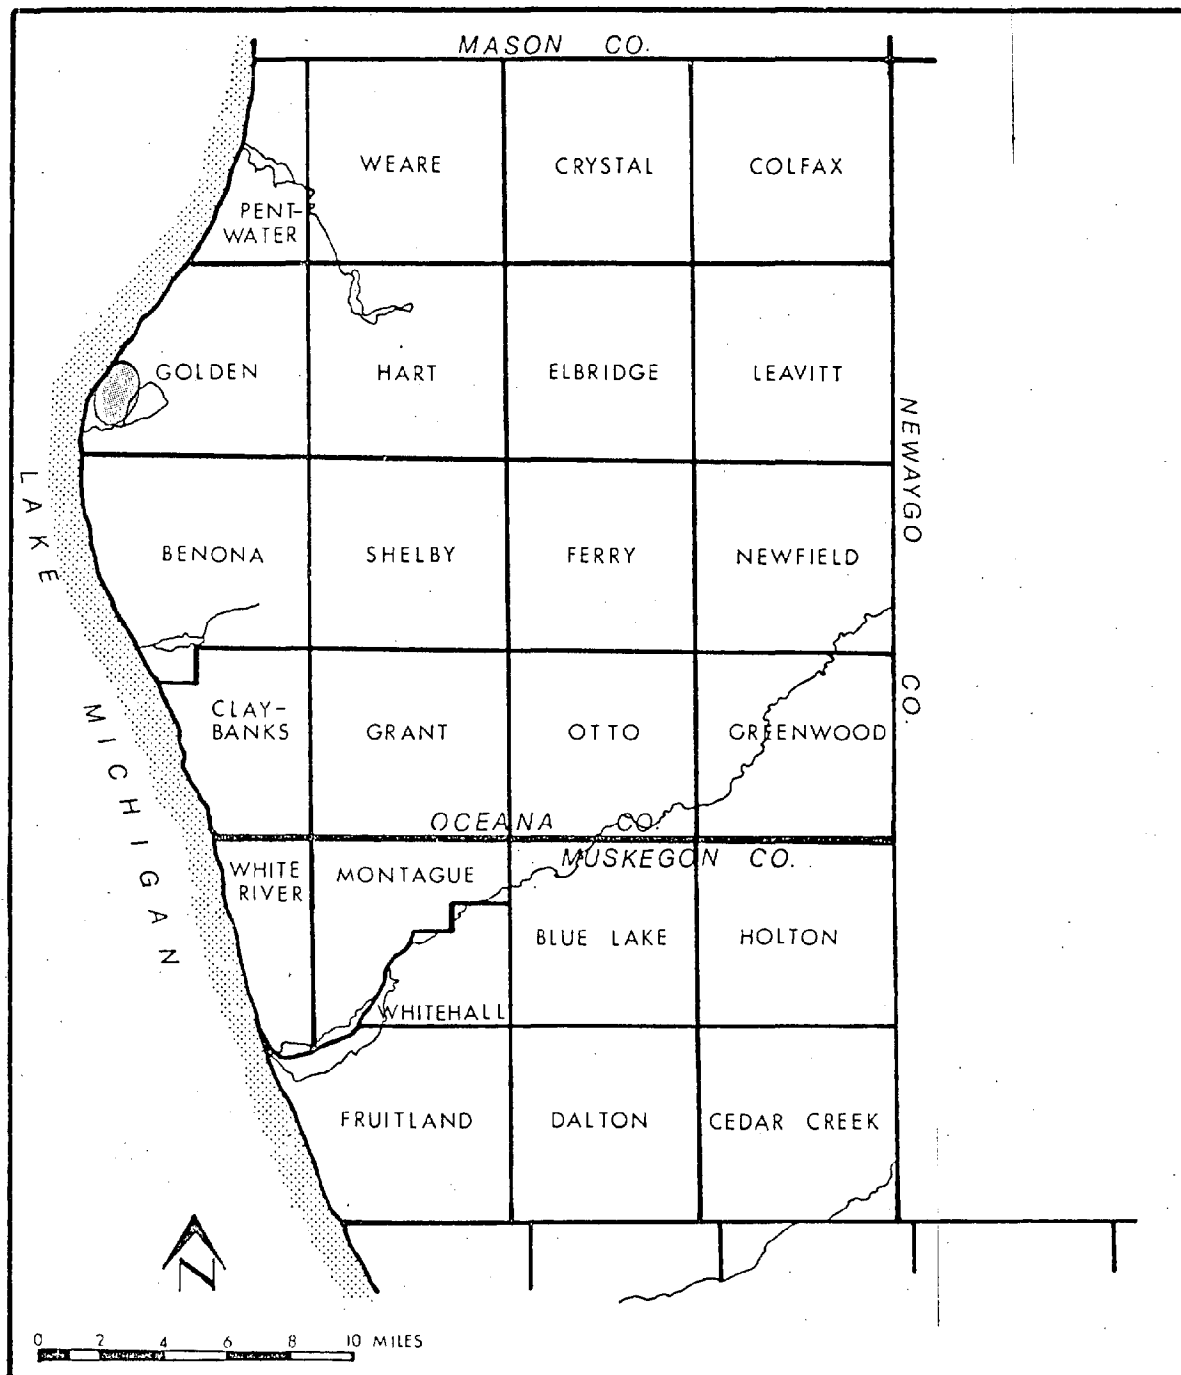 MASON CO.
WEARE
CRYSTAL
COLFAX
PENT-
WATER
GOLDEN
HART
ELBRIDGE
LEAVITT
NEWAYGO CO.
LAKE MICHIGAN
BENONA
SHELBY
FERRY
NEWFIELD
CLAY-
BANKS
GRANT
OTTO
GREENWOOD
OCEANA CO.
MUSKEGON CO.
WHITE
RIVER
MONTAGUE
BLUE LAKE
HOLTON
WHITEHALL
FRUITLAND
DALTON
CEDAR CREEK
N
0 2 4 6 8 10 MILES